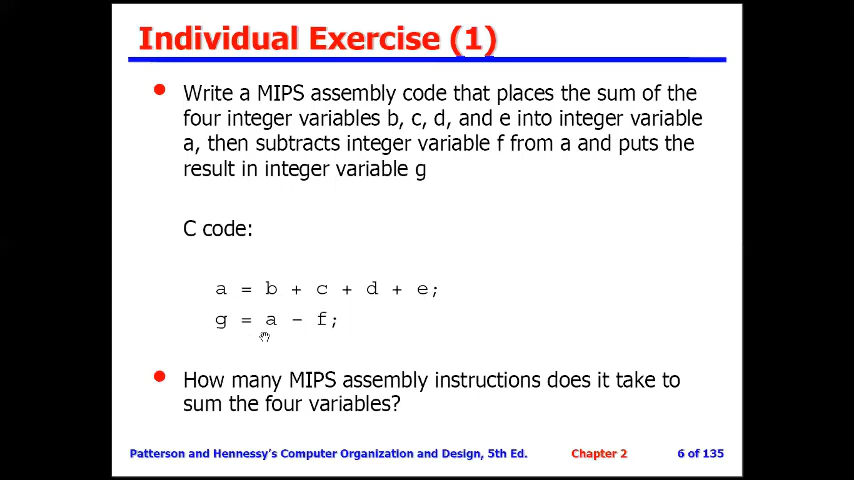 Individual Exercise (1)
Write a MIPS assembly code that places the sum of the
four integer variables b, c, d, and e into integer variable
a, then subtracts integer variable f from a and puts the
result in integer variable g
C code:
a = b + c + d + e;
g = a – f;
How many MIPS assembly instructions does it take to
sum the four variables?
Patterson and Hennessy's Computer Organization and Design, 5th Ed. Chapter 2 6 of 135